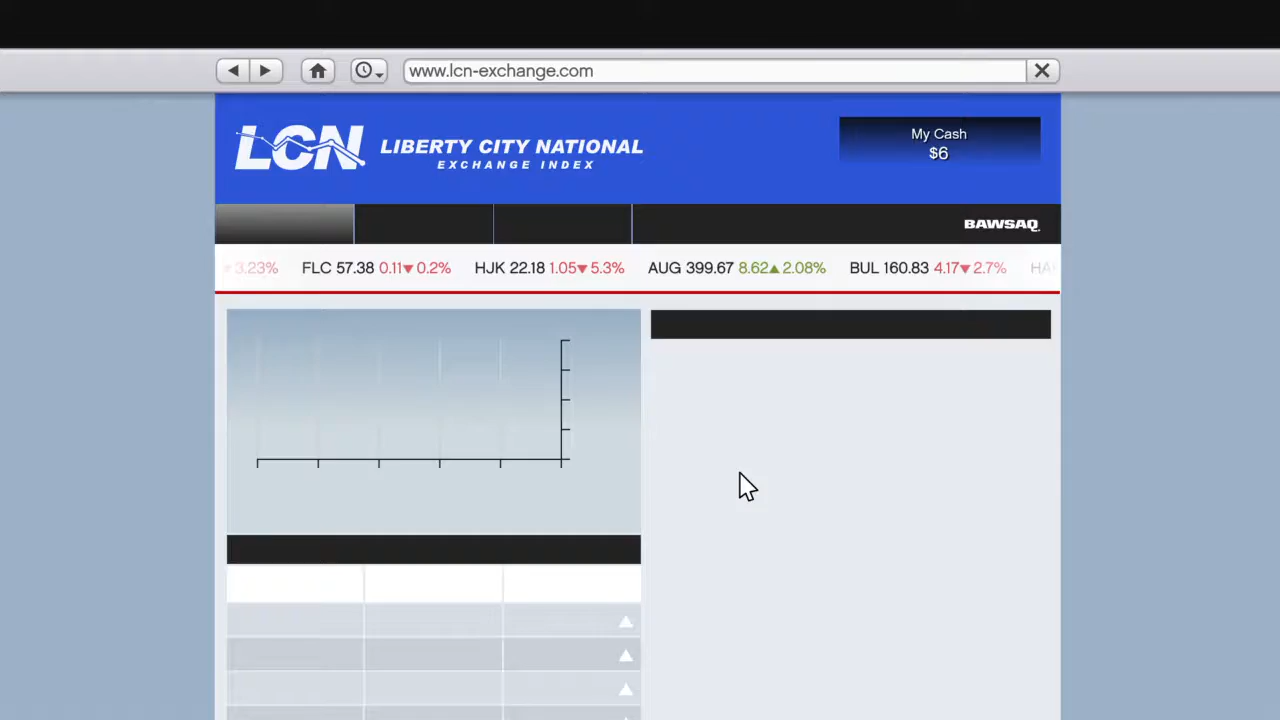 www.lcn-exchange.com
LCN LIBERTY CITY NATIONAL
EXCHANGE INDEX
My Cash
$6
BAWSAQ
▼3.23% FLC 57.38 0.11▼0.2% HJK 22.18 1.05▼5.3% AUG 399.67 8.62▲2.08% BUL 160.83 4.17▼2.7% HA